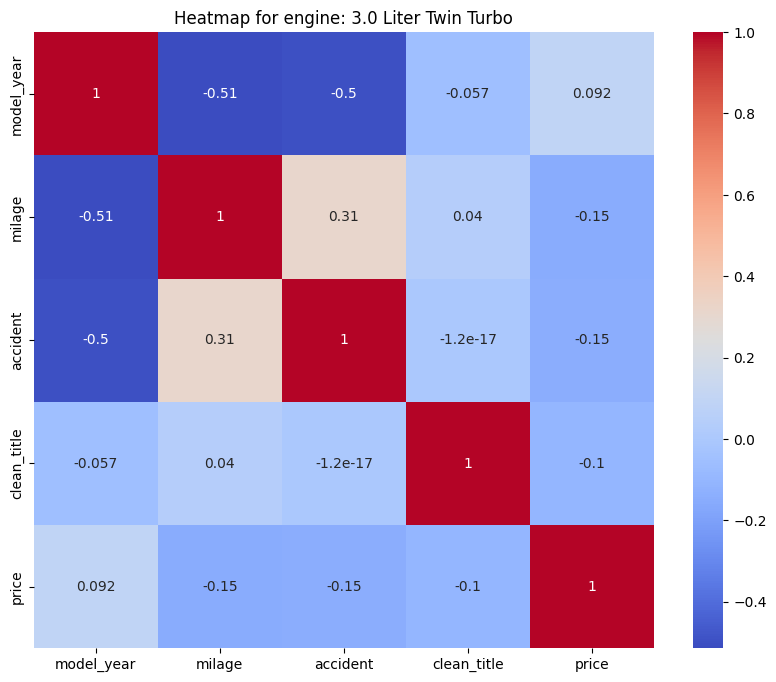 Heatmap for engine: 3.0 Liter Twin Turbo
model_year 1 -0.51 -0.5 -0.057 0.092
milage -0.51 1 0.31 0.04 -0.15
accident -0.5 0.31 1 -1.2e-17 -0.15
clean_title -0.057 0.04 -1.2e-17 1 -0.1
price 0.092 -0.15 -0.15 -0.1 1
model_year milage accident clean_title price
1.0
0.8
0.6
0.4
0.2
0.0
−0.2
−0.4